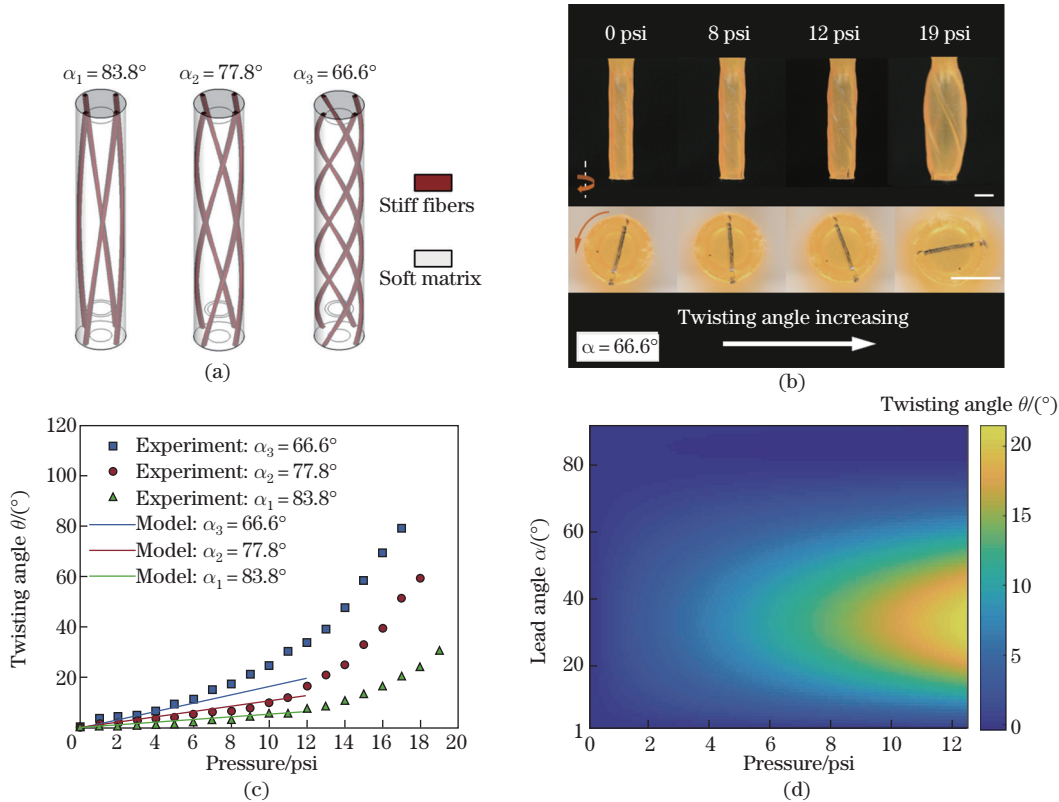 α₁ = 83.8°
α₂ = 77.8°
α₃ = 66.6°
Stiff fibers
Soft matrix
(a)
0 psi
8 psi
12 psi
19 psi
Twisting angle increasing
α = 66.6°
(b)
Twisting angle θ/(°)
120
100
80
60
40
20
0
Experiment: α₃ = 66.6°
Experiment: α₂ = 77.8°
Experiment: α₁ = 83.8°
Model: α₃ = 66.6°
Model: α₂ = 77.8°
Model: α₁ = 83.8°
0 2 4 6 8 10 12 14 16 18 20
Pressure/psi
(c)
Twisting angle θ/(°)
Lead angle α/(°)
80
60
40
20
1
0 2 4 6 8 10 12
Pressure/psi
20
15
10
5
0
(d)